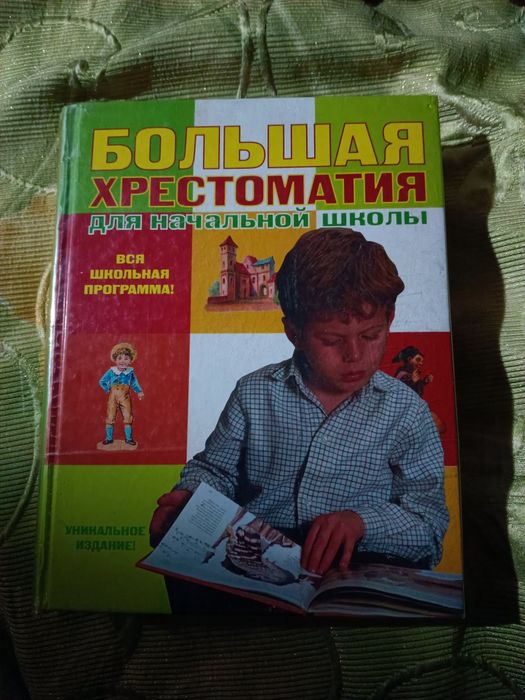 БОЛЬШАЯ
ХРЕСТОМАТИЯ
для начальной школы
ВСЯ
ШКОЛЬНАЯ
ПРОГРАММА!
УНИКАЛЬНОЕ
ИЗДАНИЕ!